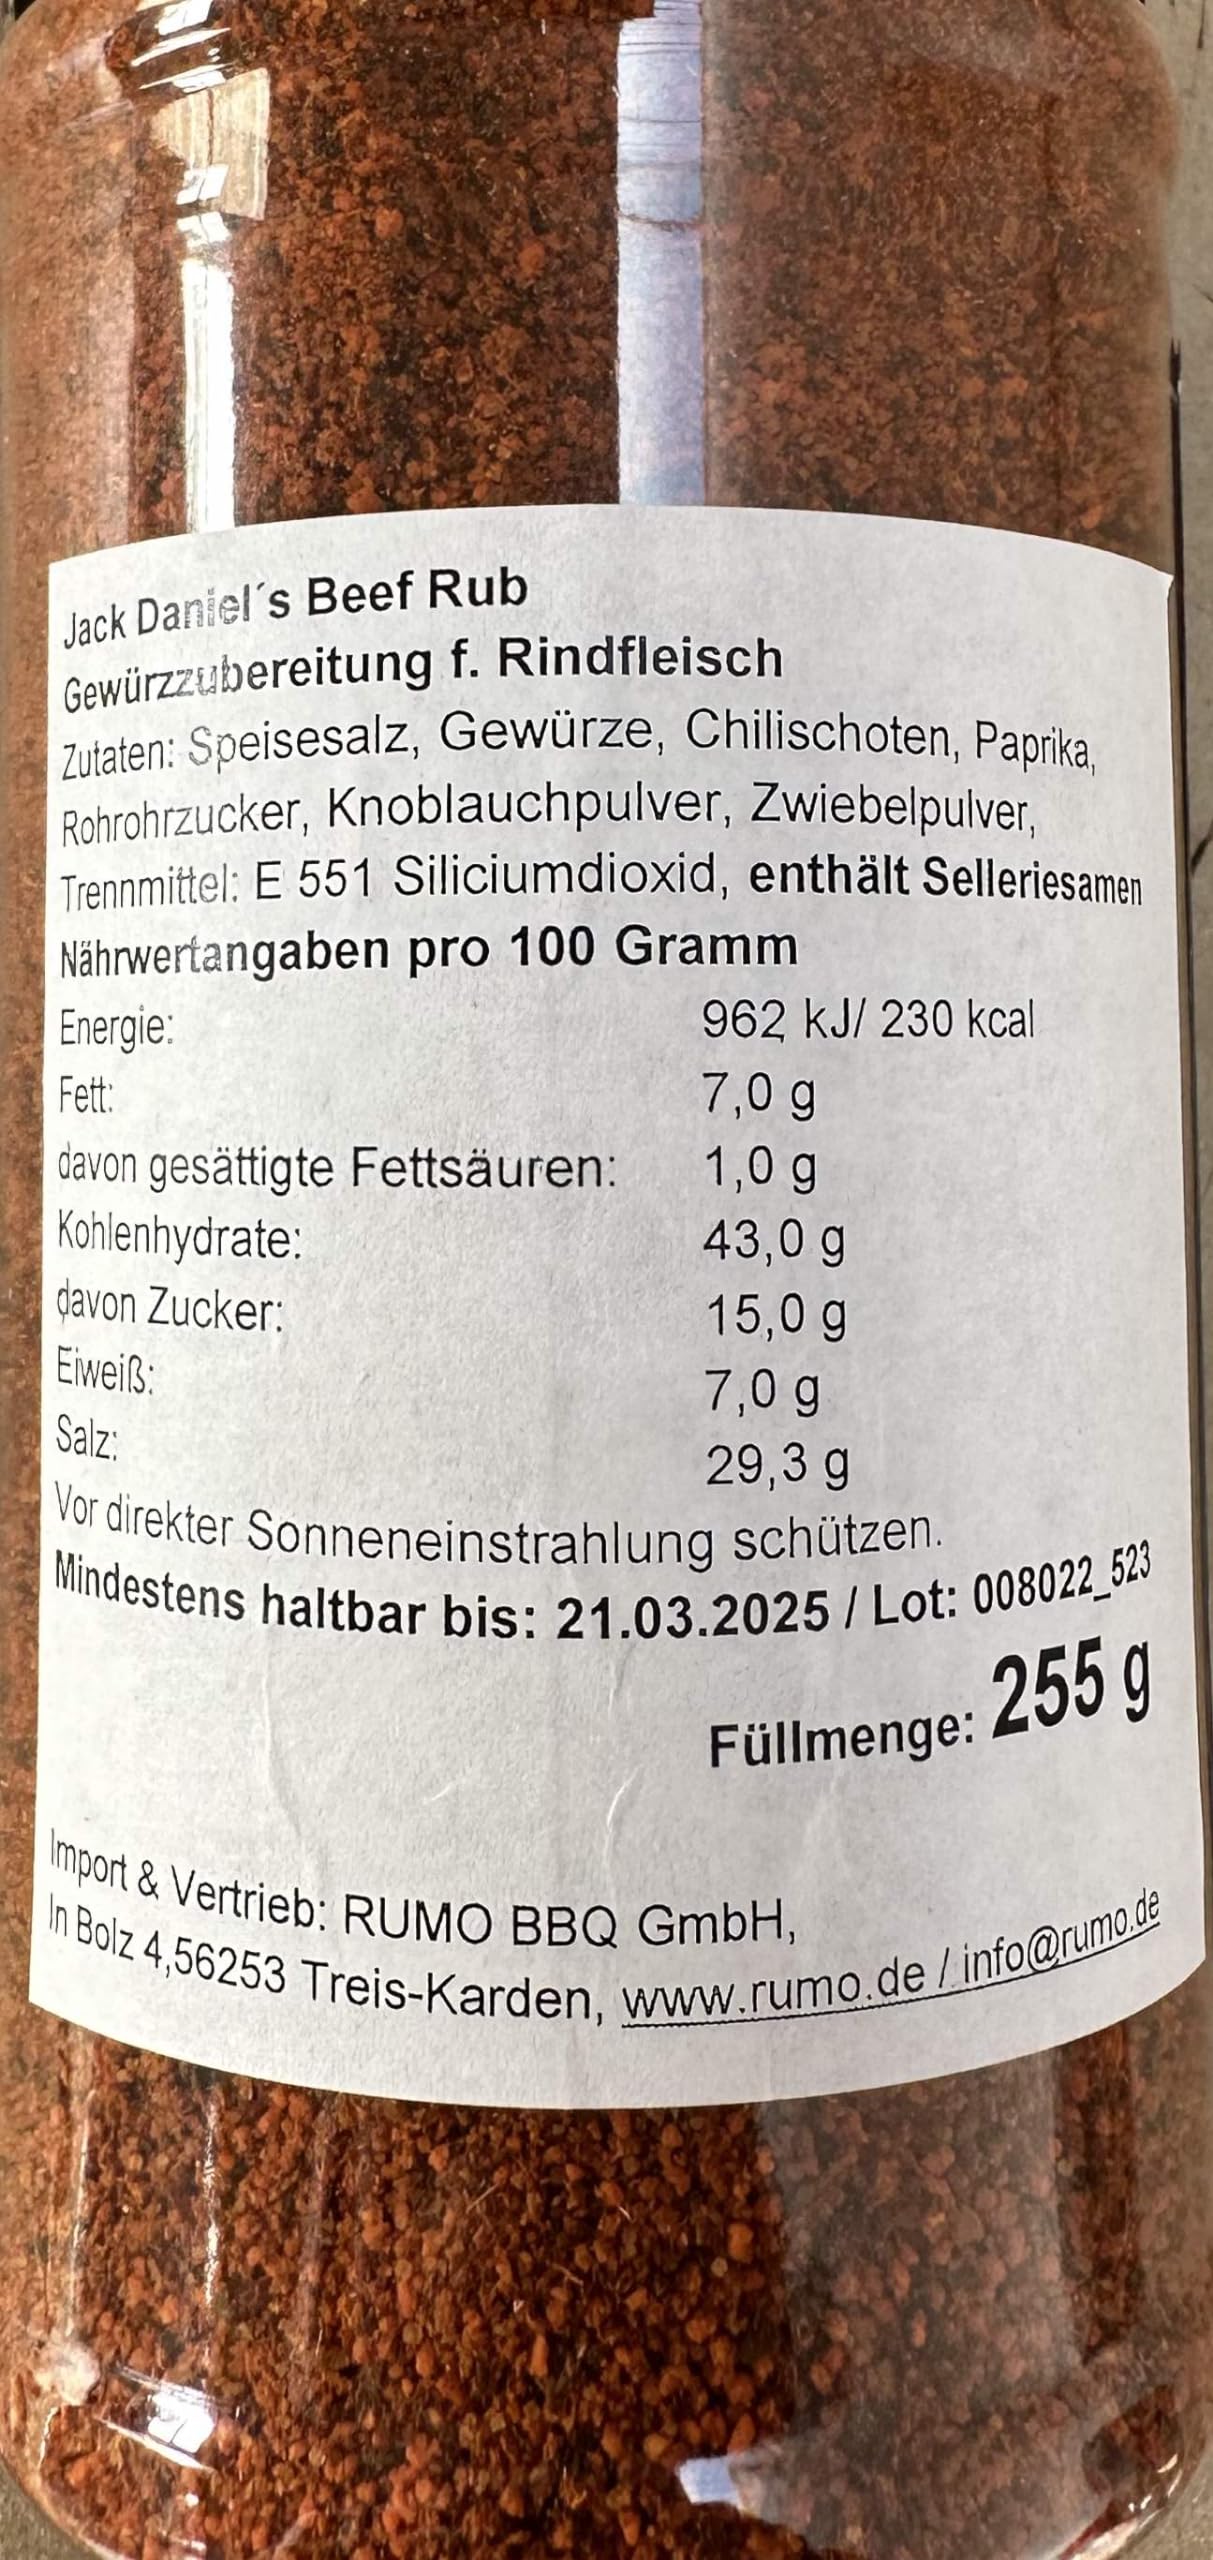 Jack Daniel´s Beef Rub
Gewürzzubereitung f. Rindfleisch
Zutaten: Speisesalz, Gewürze, Chilischoten, Paprika,
Rohrohrzucker, Knoblauchpulver, Zwiebelpulver,
Trennmittel: E 551 Siliciumdioxid, enthält Selleriesamen
Nährwertangaben pro 100 Gramm
Energie: 962 kJ/ 230 kcal
Fett: 7,0 g
davon gesättigte Fettsäuren: 1,0 g
Kohlenhydrate: 43,0 g
davon Zucker: 15,0 g
Eiweiß: 7,0 g
Salz: 29,3 g
Vor direkter Sonneneinstrahlung schützen.
Mindestens haltbar bis: 21.03.2025 / Lot: 008022_523
Füllmenge: 255 g
Import & Vertrieb: RUMO BBQ GmbH,
In Bolz 4,56253 Treis-Karden, www.rumo.de / info@rumo.de